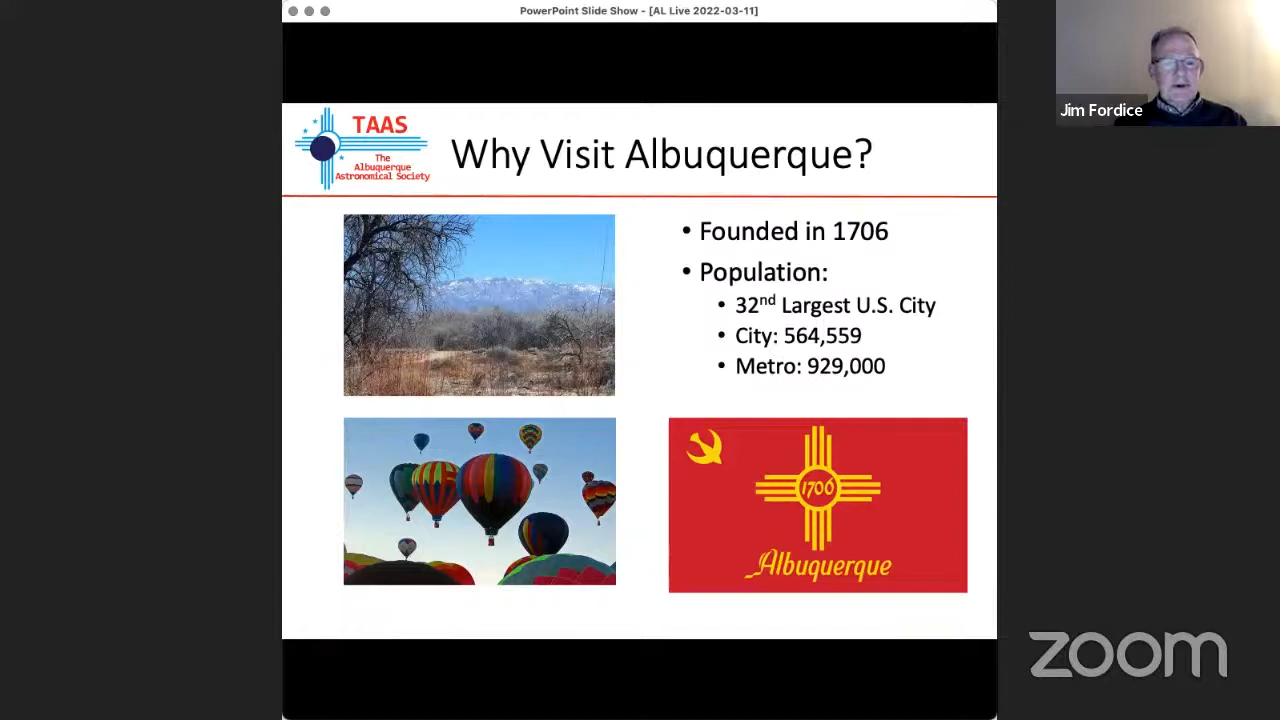 PowerPoint Slide Show - [AL Live 2022-03-11]
Jim Fordice
TAAS
The
Albuquerque
Astronomical Society
Why Visit Albuquerque?
• Founded in 1706
• Population:
• 32nd Largest U.S. City
• City: 564,559
• Metro: 929,000
1706
Albuquerque
zoom